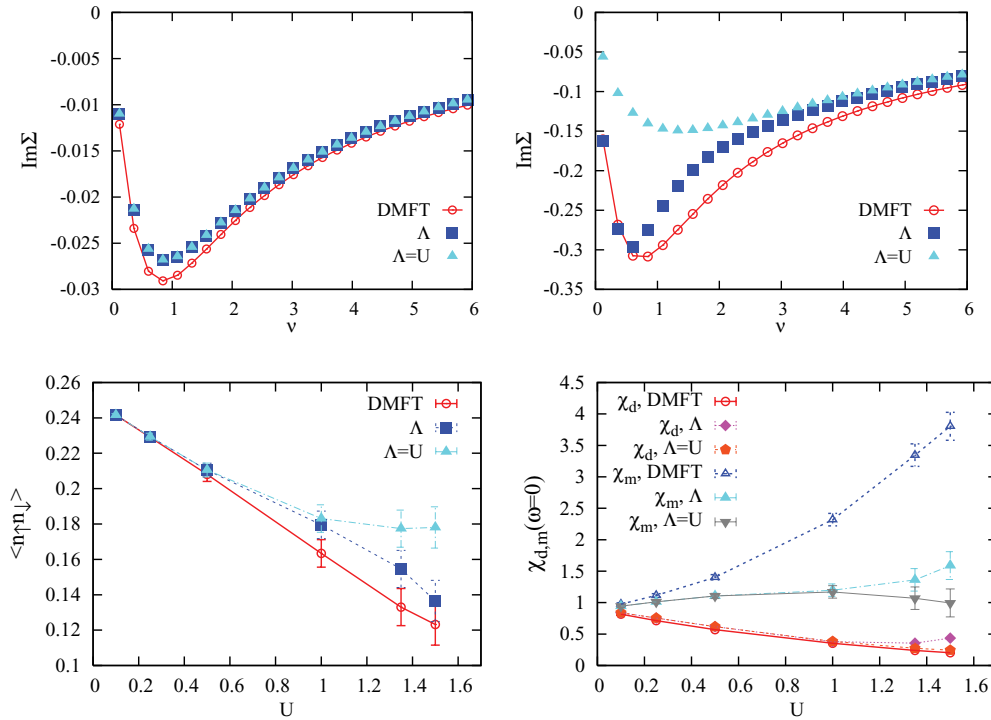 0
-0.005
-0.01
-0.015
-0.02
-0.025
-0.03
ImΣ
DMFT
Λ
Λ=U
0 1 2 3 4 5 6
ν
0
-0.05
-0.1
-0.15
-0.2
-0.25
-0.3
-0.35
ImΣ
DMFT
Λ
Λ=U
0 1 2 3 4 5 6
ν
0.26
0.24
0.22
0.2
0.18
0.16
0.14
0.12
0.1
<n↑n↓>
DMFT
Λ
Λ=U
0 0.2 0.4 0.6 0.8 1 1.2 1.4 1.6
U
4.5
4
3.5
3
2.5
2
1.5
1
0.5
0
χd,m(ω=0)
χd, DMFT
χd, Λ
χd, Λ=U
χm, DMFT
χm, Λ
χm, Λ=U
0 0.2 0.4 0.6 0.8 1 1.2 1.4 1.6
U